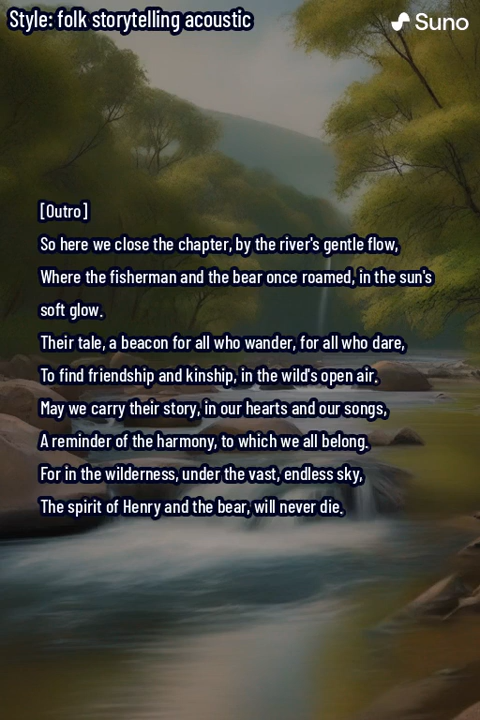 Style: folk storytelling acoustic
Suno
[Outro]
So here we close the chapter, by the river's gentle flow,
Where the fisherman and the bear once roamed, in the sun's
soft glow.
Their tale, a beacon for all who wander, for all who dare,
To find friendship and kinship, in the wild's open air.
May we carry their story, in our hearts and our songs,
A reminder of the harmony, to which we all belong.
For in the wilderness, under the vast, endless sky,
The spirit of Henry and the bear, will never die.